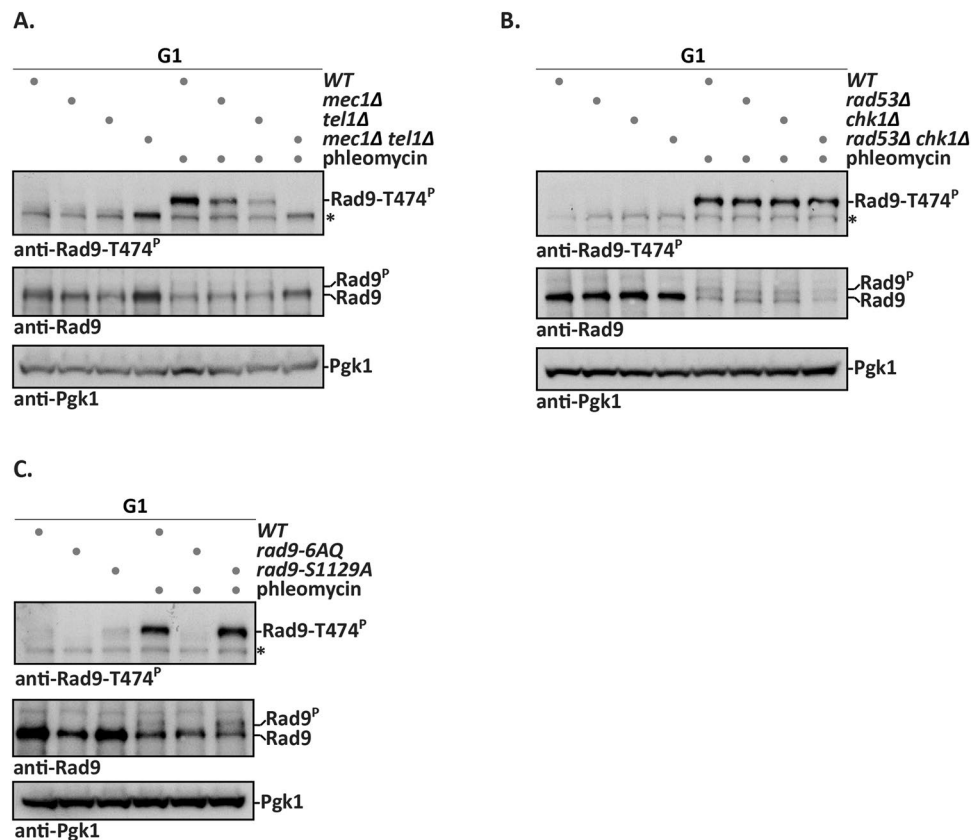 A.
G1
WT
mec1Δ
tel1Δ
mec1Δ tel1Δ
phleomycin
Rad9-T474P
*
anti-Rad9-T474P
Rad9P
Rad9
anti-Rad9
Pgk1
anti-Pgk1
B.
G1
WT
rad53Δ
chk1Δ
rad53Δ chk1Δ
phleomycin
Rad9-T474P
*
anti-Rad9-T474P
Rad9P
Rad9
anti-Rad9
Pgk1
anti-Pgk1
C.
G1
WT
rad9-6AQ
rad9-S1129A
phleomycin
Rad9-T474P
*
anti-Rad9-T474P
Rad9P
Rad9
anti-Rad9
Pgk1
anti-Pgk1